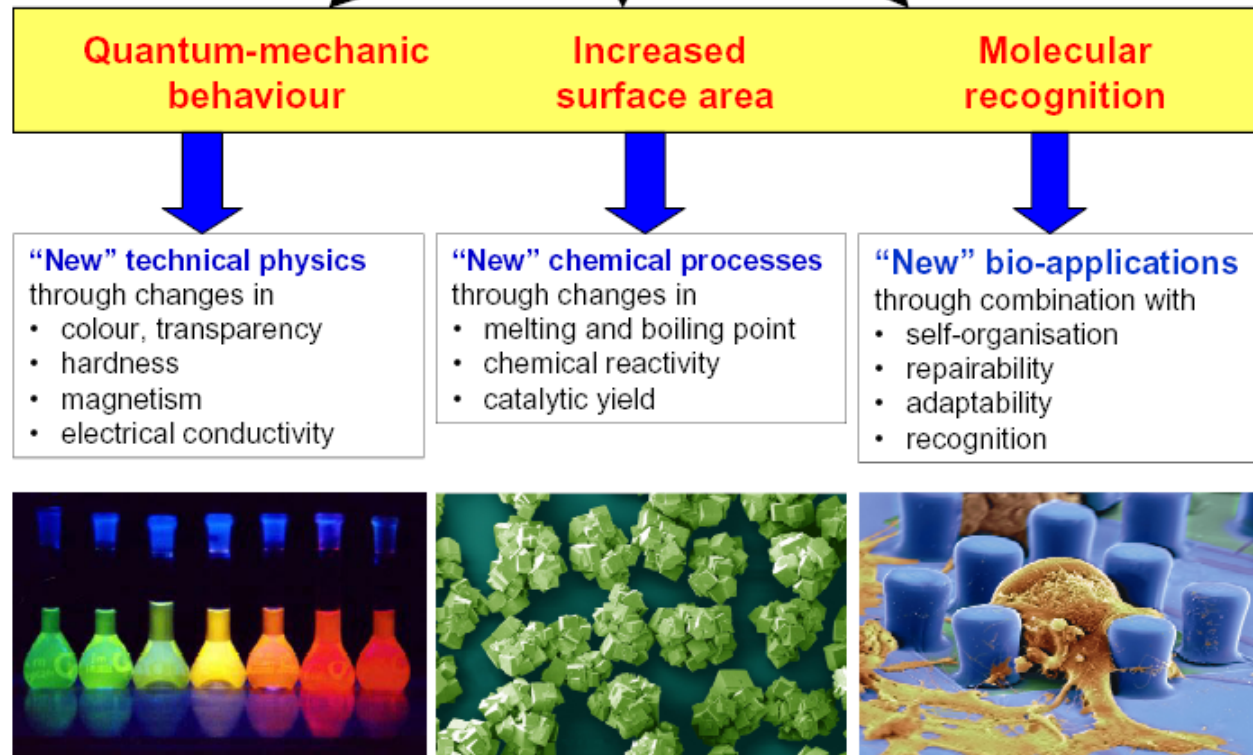 Quantum-mechanic
behaviour
Increased
surface area
Molecular
recognition
“New” technical physics
through changes in
• colour, transparency
• hardness
• magnetism
• electrical conductivity
“New” chemical processes
through changes in
• melting and boiling point
• chemical reactivity
• catalytic yield
“New” bio-applications
through combination with
• self-organisation
• repairability
• adaptability
• recognition